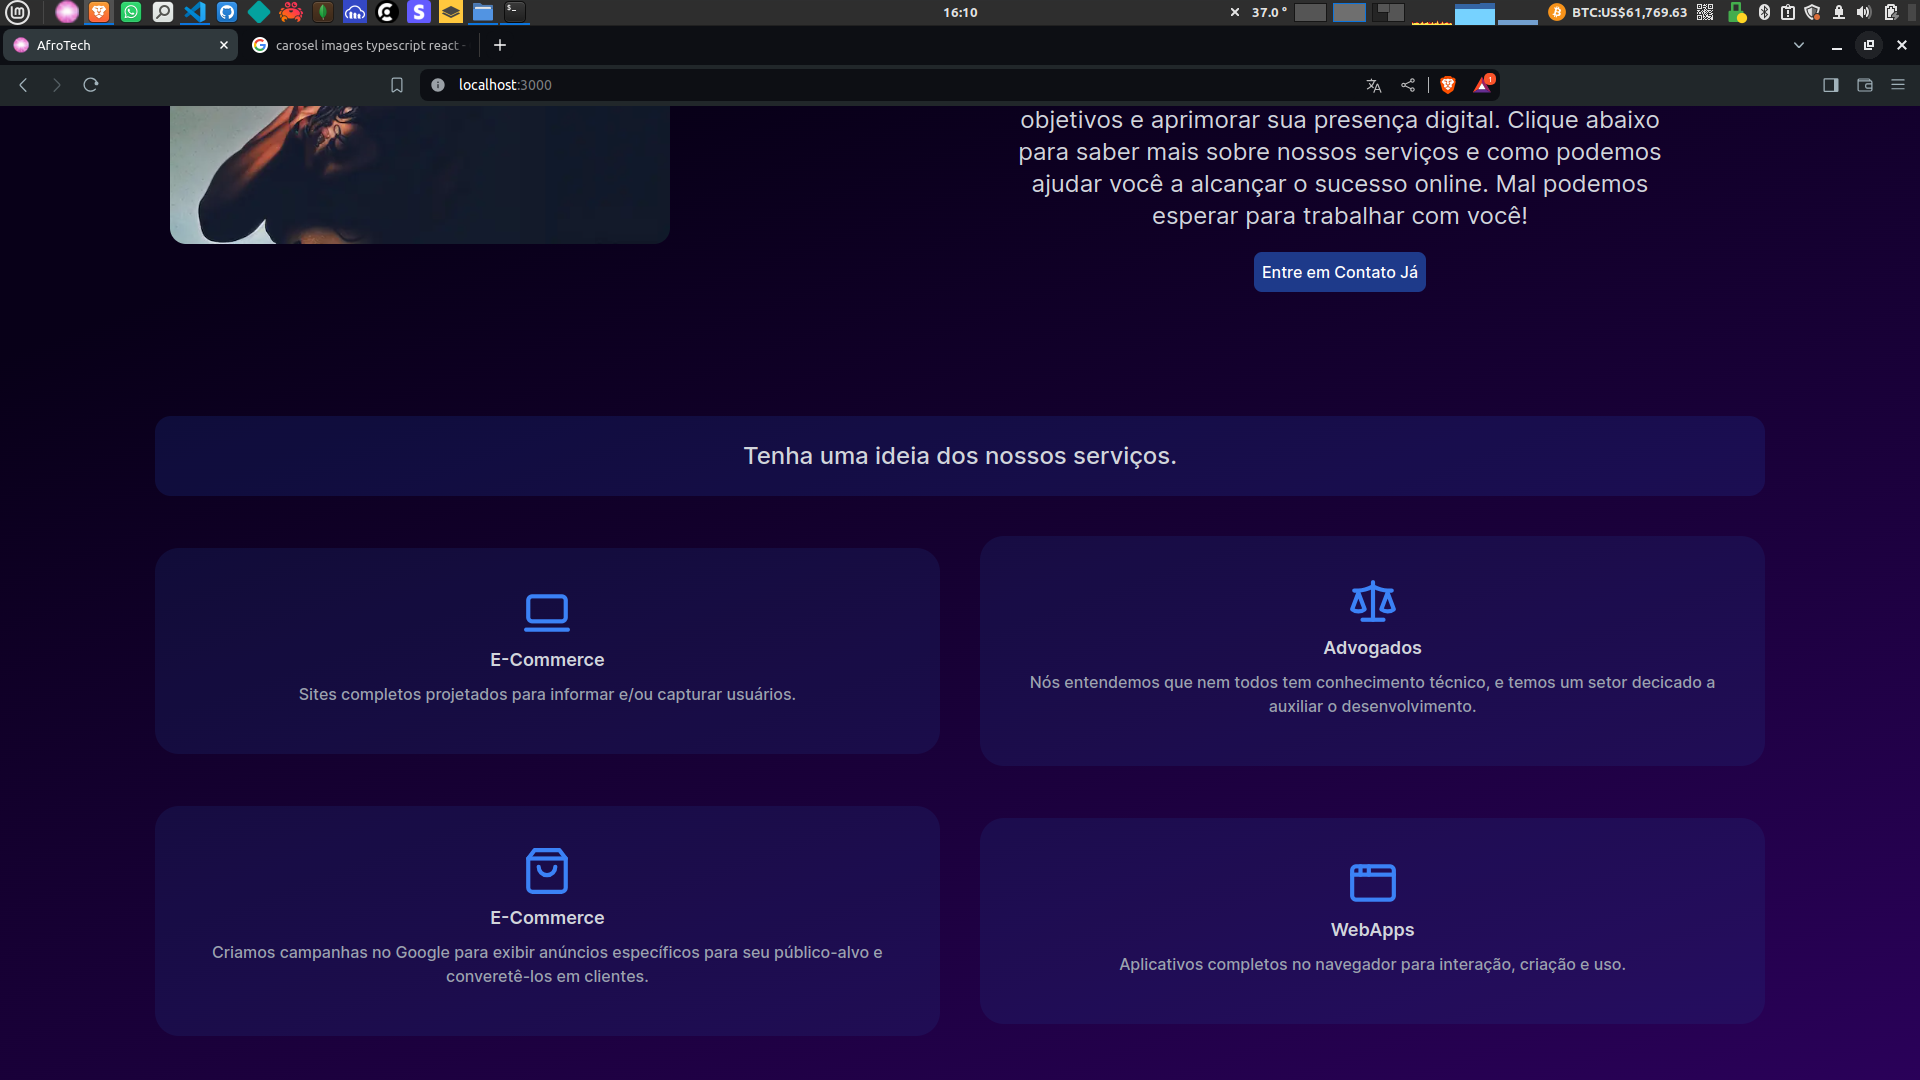 16:10
37.0 °
BTC:US$61,769.63
AfroTech
carosel images typescript react -
localhost:3000
1
objetivos e aprimorar sua presença digital. Clique abaixo
para saber mais sobre nossos serviços e como podemos
ajudar você a alcançar o sucesso online. Mal podemos
esperar para trabalhar com você!
Entre em Contato Já
Tenha uma ideia dos nossos serviços.
E-Commerce
Sites completos projetados para informar e/ou capturar usuários.
Advogados
Nós entendemos que nem todos tem conhecimento técnico, e temos um setor decicado a
auxiliar o desenvolvimento.
E-Commerce
Criamos campanhas no Google para exibir anúncios específicos para seu público-alvo e
converetê-los em clientes.
WebApps
Aplicativos completos no navegador para interação, criação e uso.